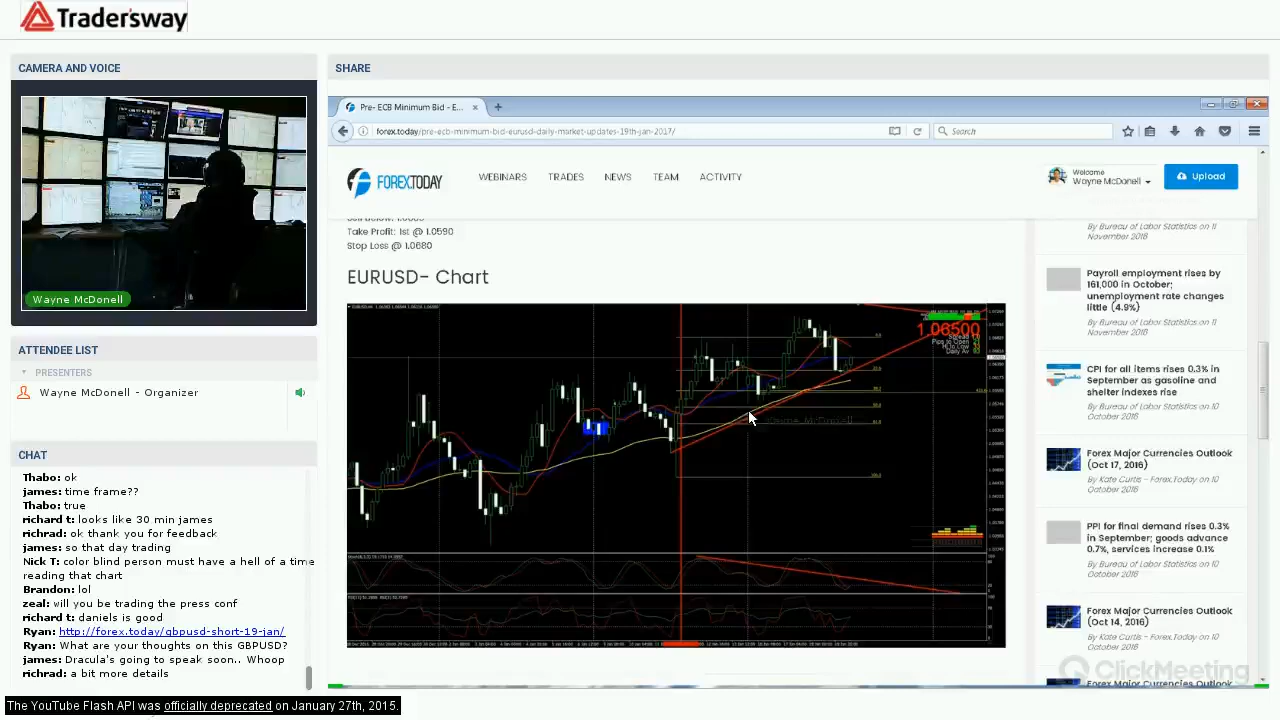 Tradersway
CAMERA AND VOICE
Wayne McDonell
ATTENDEE LIST
PRESENTERS
Wayne McDonell - Organizer
CHAT
Thabo: ok
james: time frame??
Thabo: true
richard t: looks like 30 min james
richrad: ok thank you for feedback
james: so that day trading
Nick T: colorblind person must have a hell of a time
reading that chart
Brandon: lol
zeal: will you be trading the press conf
richard t: daniels is good
Ryan: http://forex.today/gbpusd-short-19-jan/
Ryan: What are your thoughts on this GBPUSD?
james: Dracula's going to speak soon.. Whoop
richrad: a bit more details
SHARE
Pre- ECB Minimum Bid - E...
forex.today/pre-ecb-minimum-bid-eurusd-daily-market-updates-19th-jan-2017/
Search
FOREX.TODAY
WEBINARS
TRADES
NEWS
TEAM
ACTIVITY
Welcome
Wayne McDonell
Upload
Take Profit: 1st @ 1.0590
Stop Loss @ 1.0680
EURUSD- Chart
1.06500
Pips to Open
Hi to Low
Daily Av
By Bureau of Labor Statistics on 11
November 2016
Payroll employment rises by
161,000 in October;
unemployment rate changes
little (4.9%)
By Bureau of Labor Statistics on 11
November 2016
CPI for all items rises 0.3% in
September as gasoline and
shelter indexes rise
By Bureau of Labor Statistics on 10
October 2016
Forex Major Currencies Outlook
(Oct 17, 2016)
By Kate Curtis - Forex.Today on 10
October 2016
PPI for final demand rises 0.3%
in September; goods advance
0.7%, services increase 0.1%
By Bureau of Labor Statistics on 10
October 2016
Forex Major Currencies Outlook
(Oct 14, 2016)
By Kate Curtis - Forex.Today on 10
October 2016
Forex Major Currencies Outlook
ClickMeeting
The YouTube Flash API was officially deprecated on January 27th, 2015.